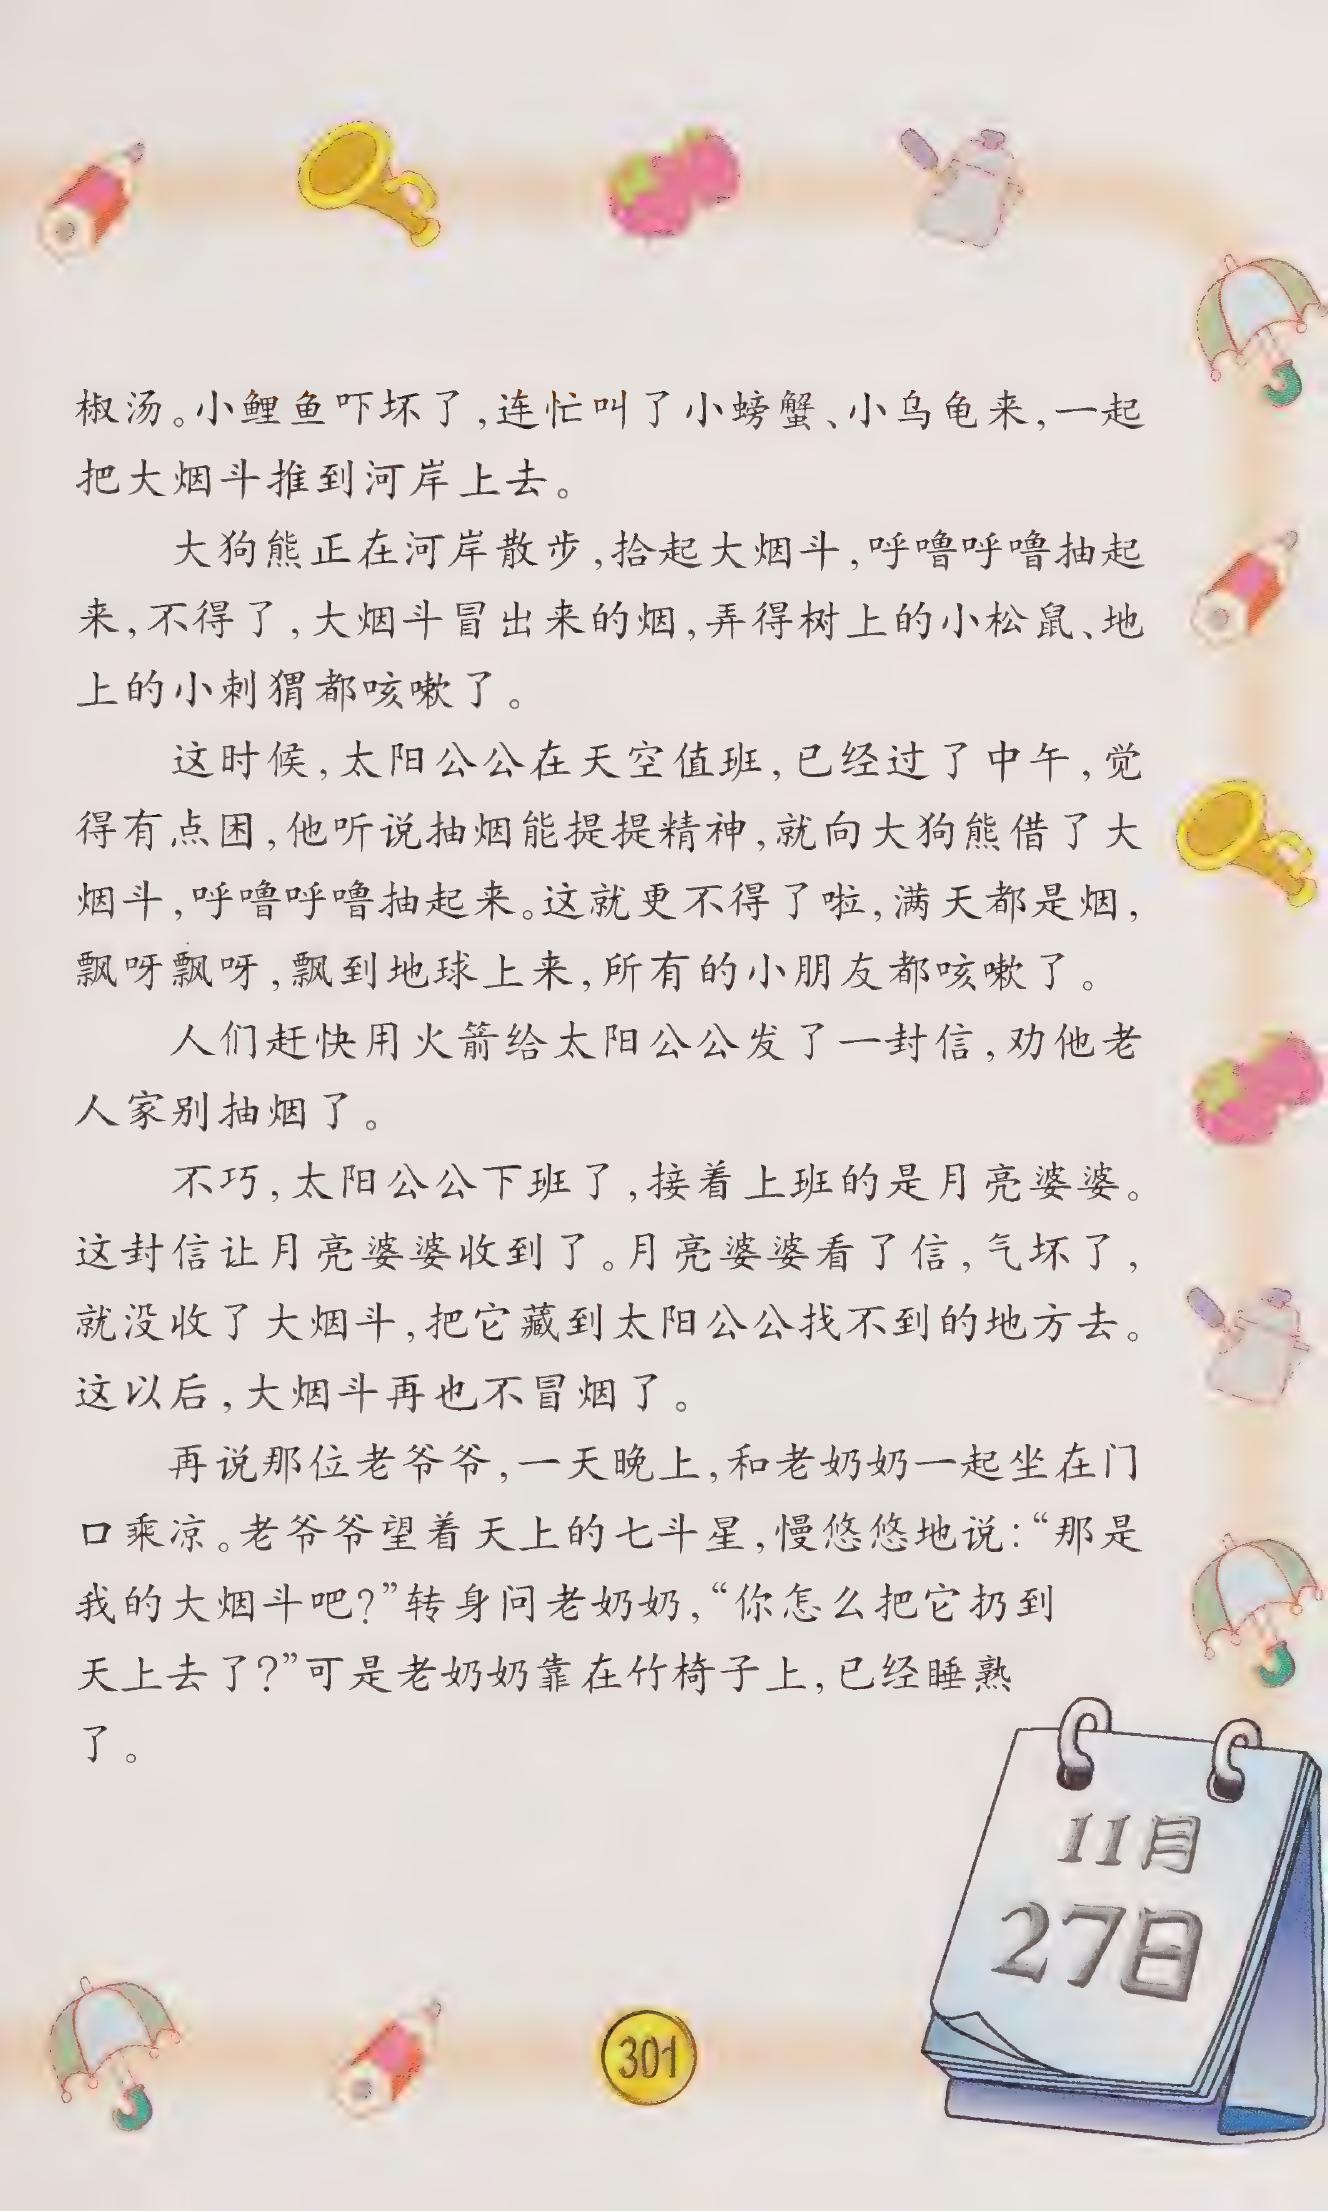 椒汤。小鲤鱼吓坏了,连忙叫了小螃蟹、小乌龟来,一起
把大烟斗推到河岸上去。
大狗熊正在河岸散步,拾起大烟斗,呼噜呼噜抽起
来,不得了,大烟斗冒出来的烟,弄得树上的小松鼠、地
上的小刺猬都咳嗽了。
这时候,太阳公公在天空值班,已经过了中午,觉
得有点困,他听说抽烟能提提精神,就向大狗熊借了大
烟斗,呼噜呼噜抽起来。这就更不得了啦,满天都是烟,
飘呀飘呀,飘到地球上来,所有的小朋友都咳嗽了。
人们赶快用火箭给太阳公公发了一封信,劝他老
人家别抽烟了。
不巧,太阳公公下班了,接着上班的是月亮婆婆。
这封信让月亮婆婆收到了。月亮婆婆看了信,气坏了,
就没收了大烟斗,把它藏到太阳公公找不到的地方去。
这以后,大烟斗再也不冒烟了。
再说那位老爷爷,一天晚上,和老奶奶一起坐在门
口乘凉。老爷爷望着天上的七斗星,慢悠悠地说:“那是
我的大烟斗吧?”转身问老奶奶,“你怎么把它扔到
天上去了?”可是老奶奶靠在竹椅子上,已经睡熟
了。
11月
27日
301